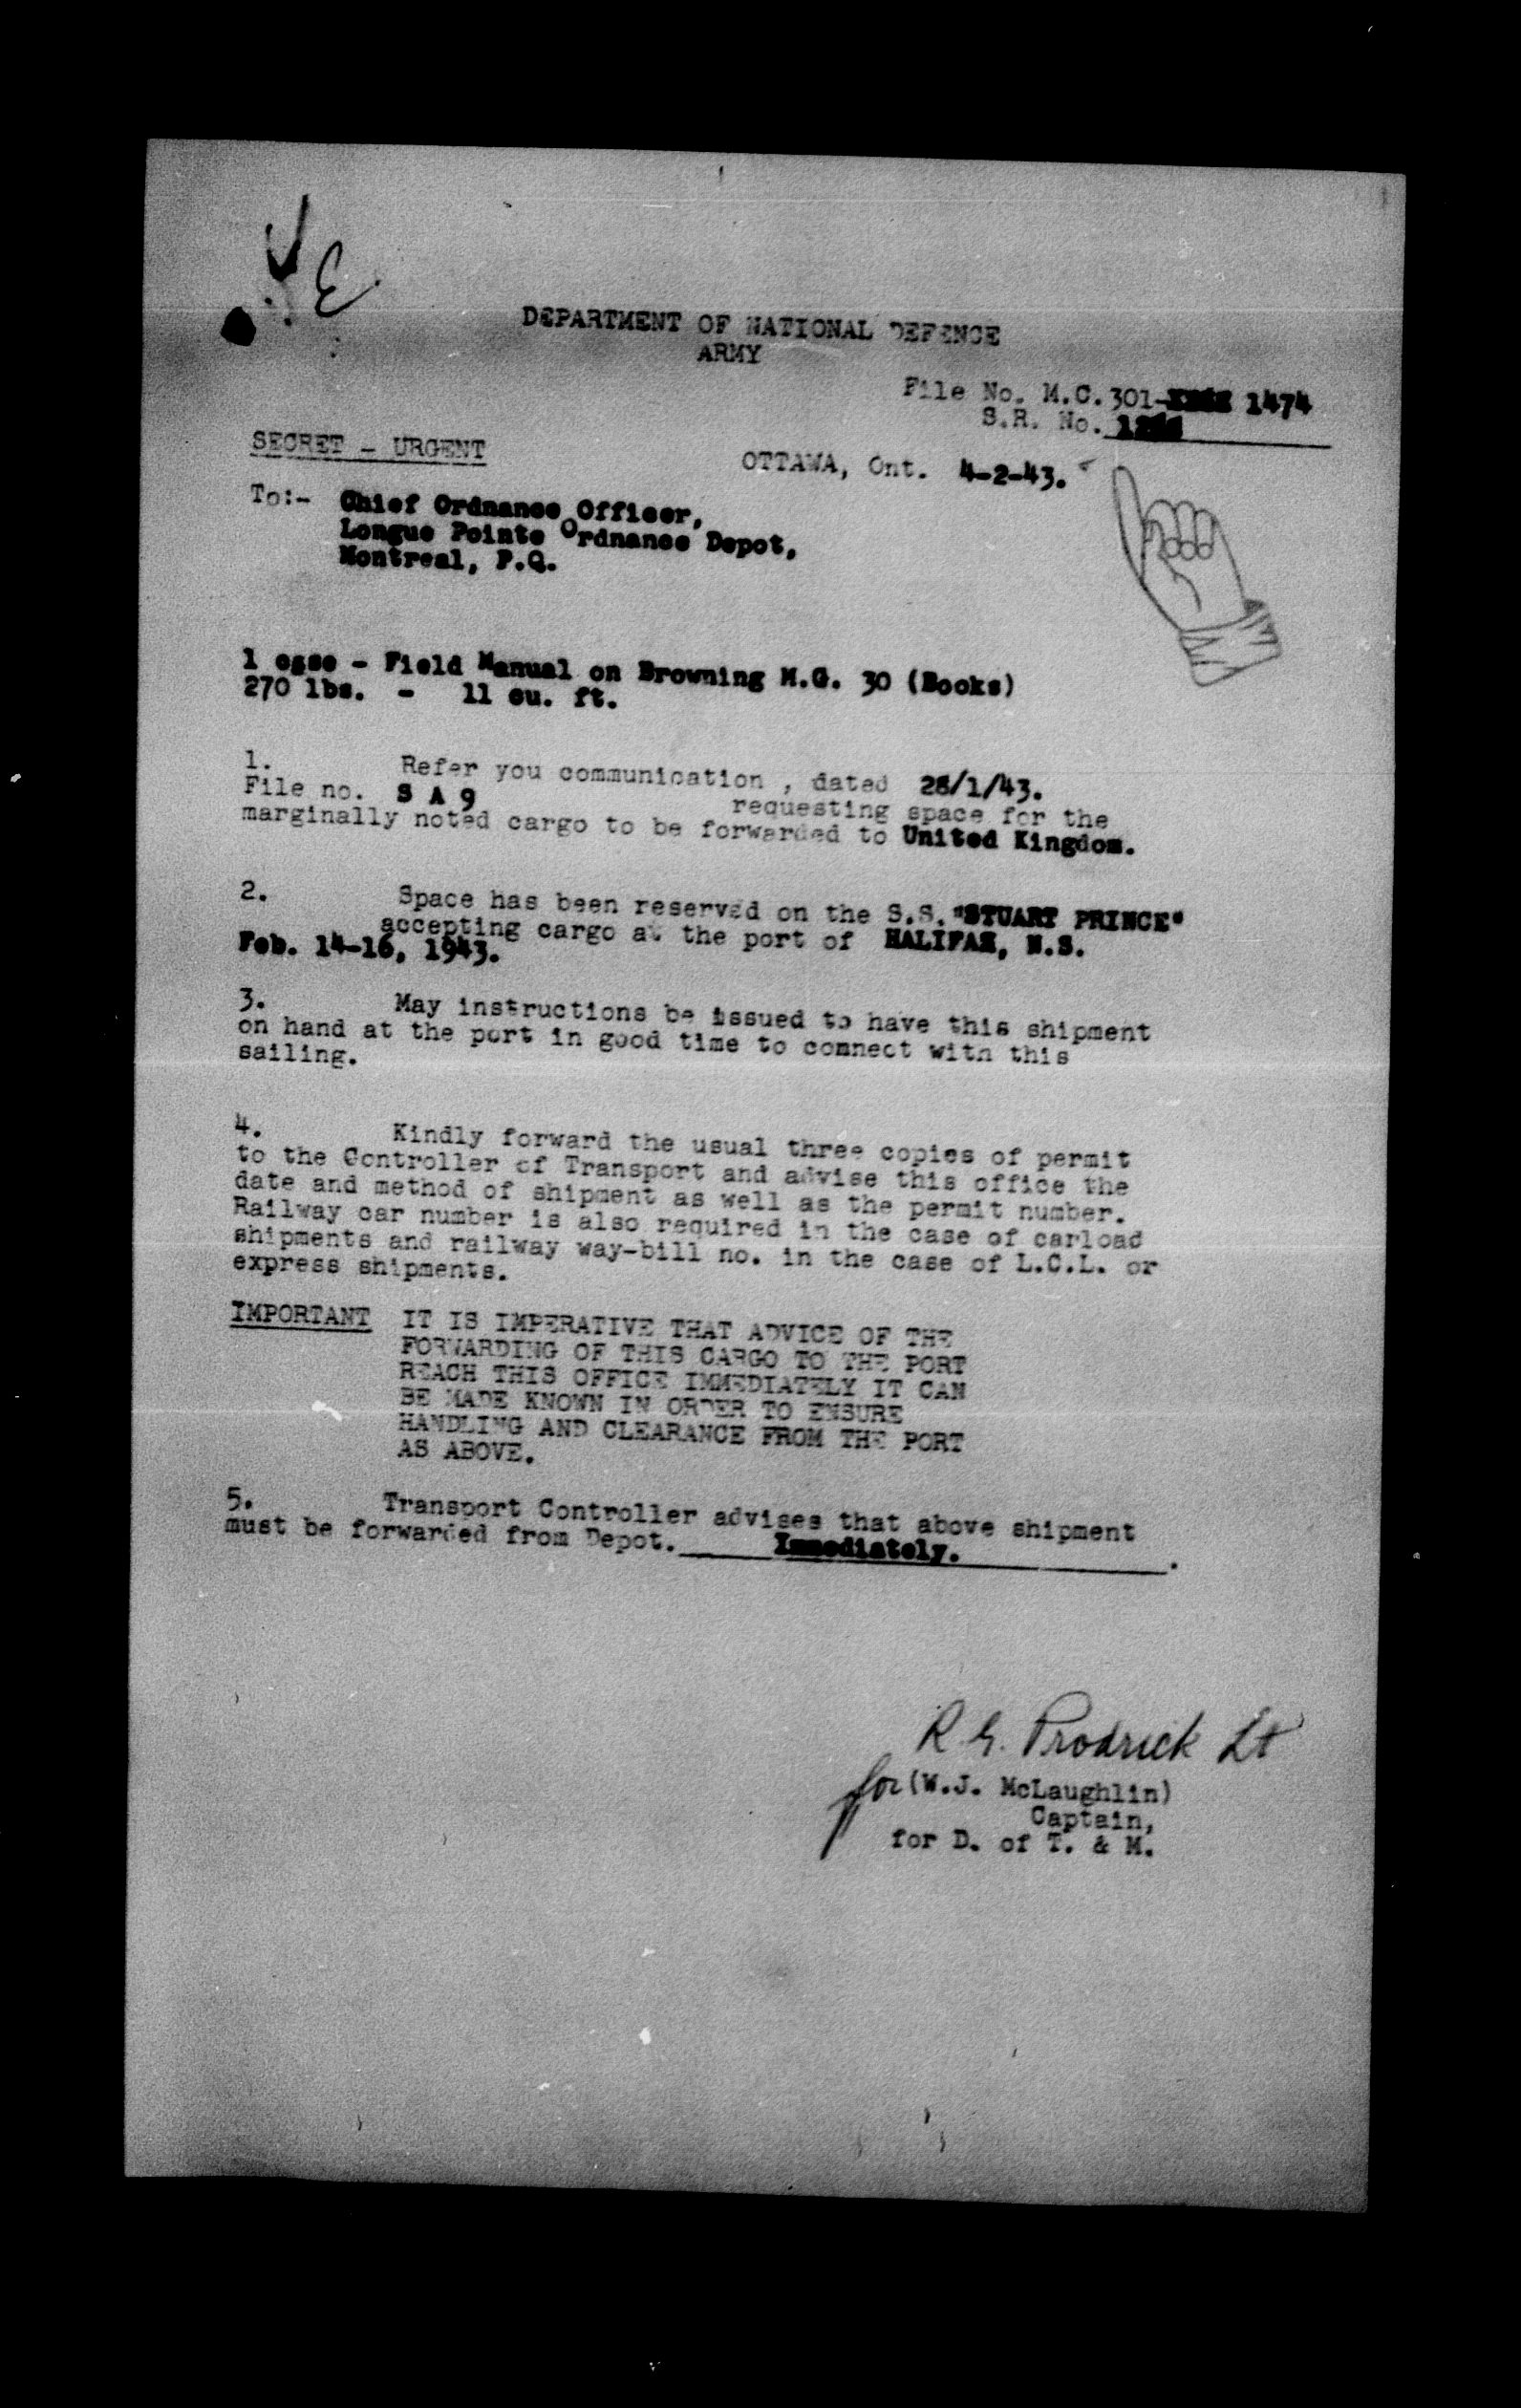 E
DEPARTMENT OF NATIONAL DEFENCE
ARMY
File No. M.C. 301- 1474
S.R. No.
SECRET - URGENT
OTTAWA, Ont. 4-2-43.
To:- Chief Ordnance Officer,
Longue Pointe Ordnance Depot,
Montreal, P.Q.
1 case - Field Manual on Browning M.G. 30 (Books)
270 lbs. - 11 cu. ft.
1. Refer you communication , dated 28/1/43.
File no. S A 9 requesting space for the
marginally noted cargo to be forwarded to United Kingdom.
2. Space has been reserved on the S.S. "STUART PRINCE"
accepting cargo at the port of HALIFAX, N.S.
Feb. 14-16, 1943.
3. May instructions be issued to have this shipment
on hand at the port in good time to connect with this
sailing.
4. Kindly forward the usual three copies of permit
to the Controller of Transport and advise this office the
date and method of shipment as well as the permit number.
Railway car number is also required in the case of carload
shipments and railway way-bill no. in the case of L.C.L. or
express shipments.
IMPORTANT IT IS IMPERATIVE THAT ADVICE OF THE
FORWARDING OF THIS CARGO TO THE PORT
REACH THIS OFFICE IMMEDIATELY IT CAN
BE MADE KNOWN IN ORDER TO ENSURE
HANDLING AND CLEARANCE FROM THE PORT
AS ABOVE.
5. Transport Controller advises that above shipment
must be forwarded from Depot. Immediately. .
R. G. Prodrick Lt
for (W.J. McLaughlin)
Captain,
for D. of T. & M.